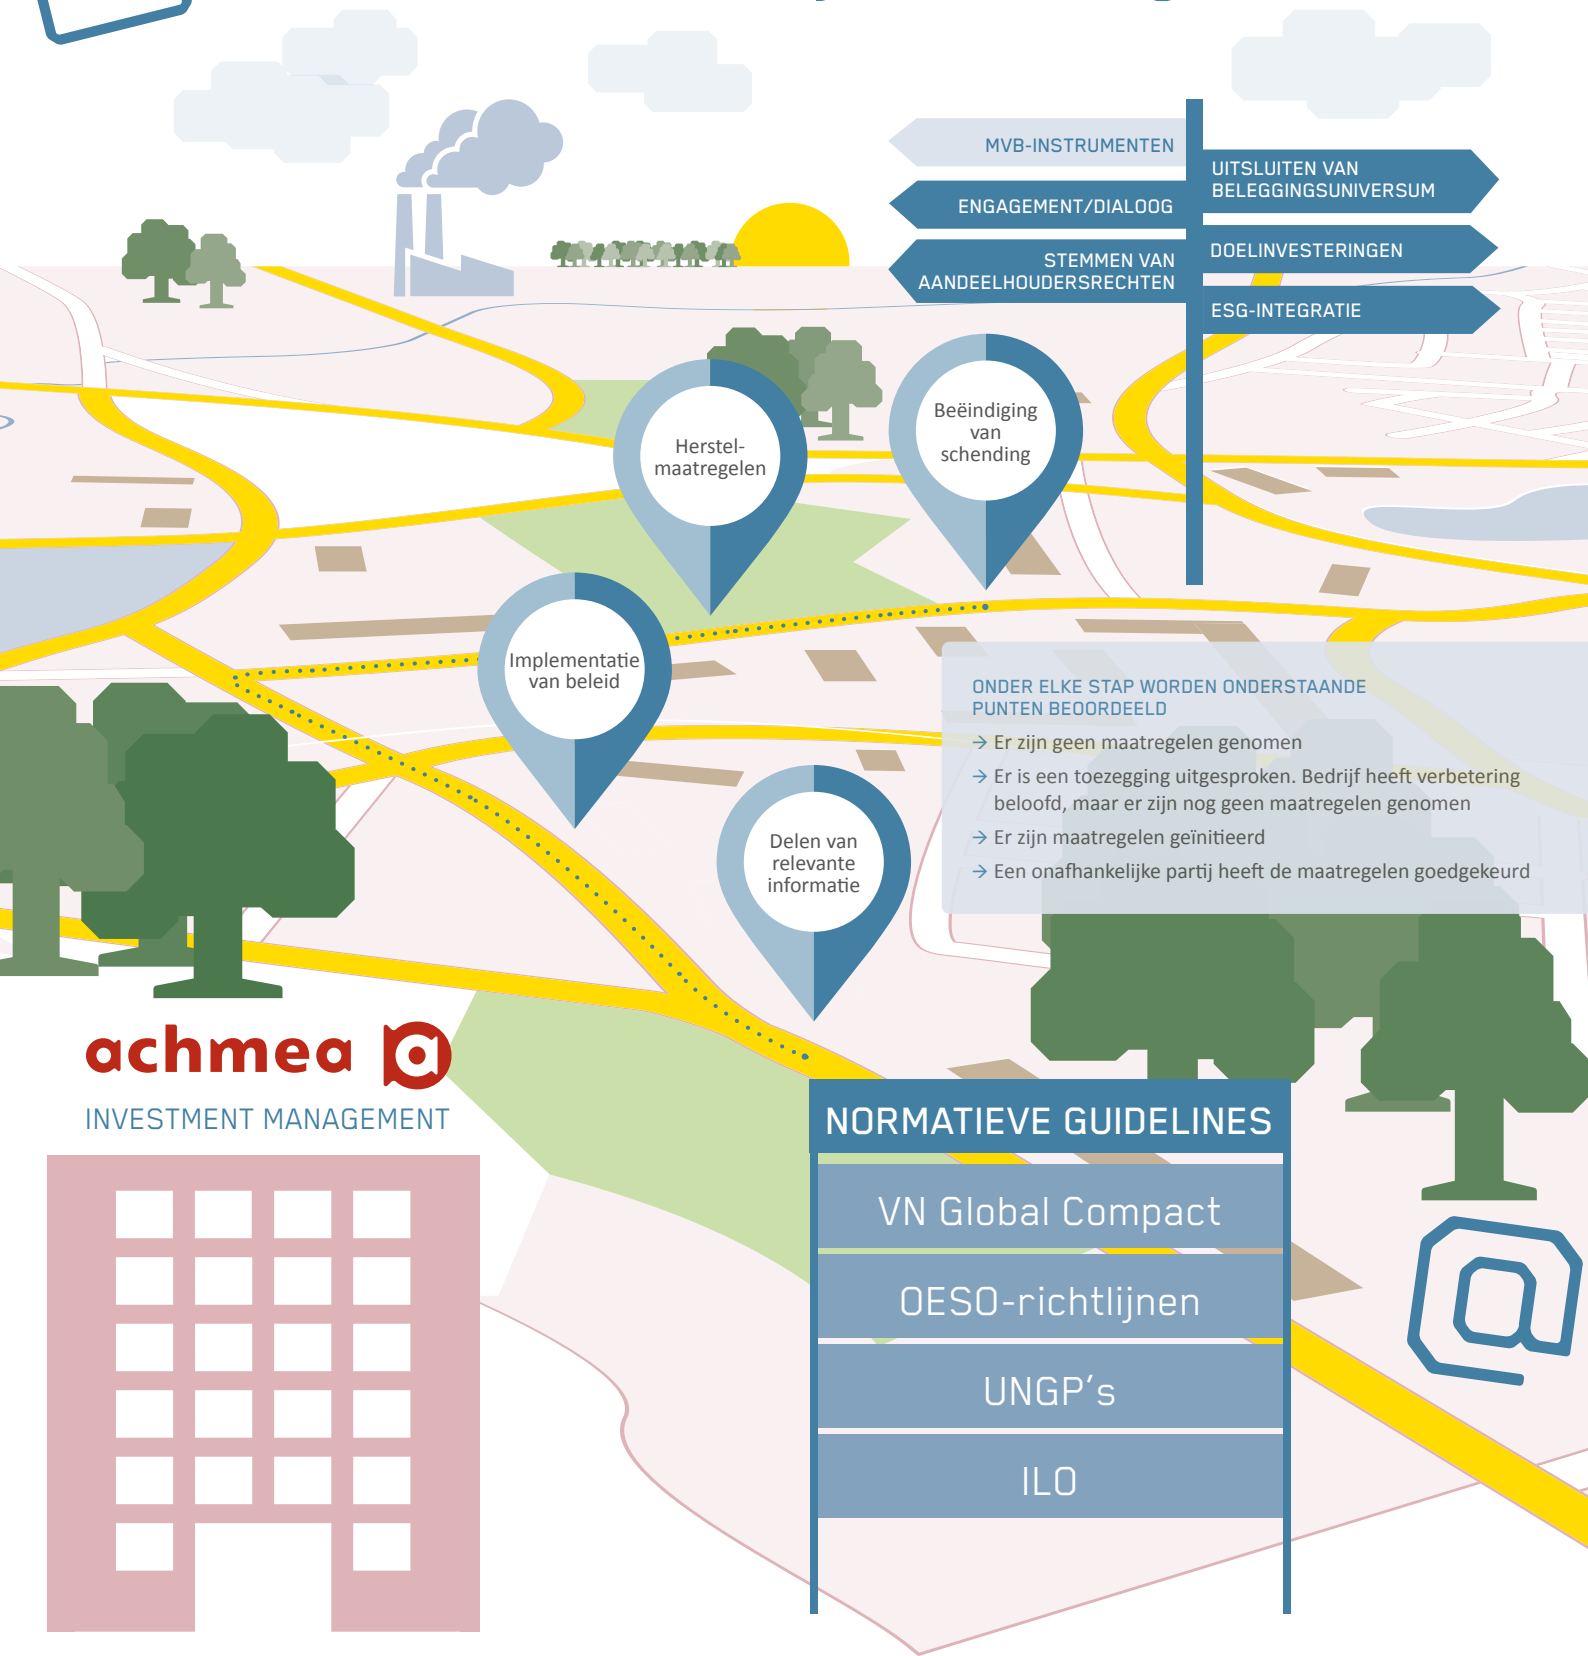 MVB-INSTRUMENTEN
ENGAGEMENT/DIALOOG
STEMMEN VAN
AANDEELHOUDERSRECHTEN
UITSLUITEN VAN
BELEGGINGSUNIVERSUM
DOELINVESTERINGEN
ESG-INTEGRATIE
Herstel-
maatregelen
Beëindiging
van
schending
Implementatie
van beleid
Delen van
relevante
informatie
ONDER ELKE STAP WORDEN ONDERSTAANDE
PUNTEN BEOORDEELD
→ Er zijn geen maatregelen genomen
→ Er is een toezegging uitgesproken. Bedrijf heeft verbetering
beloofd, maar er zijn nog geen maatregelen genomen
→ Er zijn maatregelen geïnitieerd
→ Een onafhankelijke partij heeft de maatregelen goedgekeurd
achmea
INVESTMENT MANAGEMENT
NORMATIEVE GUIDELINES
VN Global Compact
OESO-richtlijnen
UNGP's
ILO
@